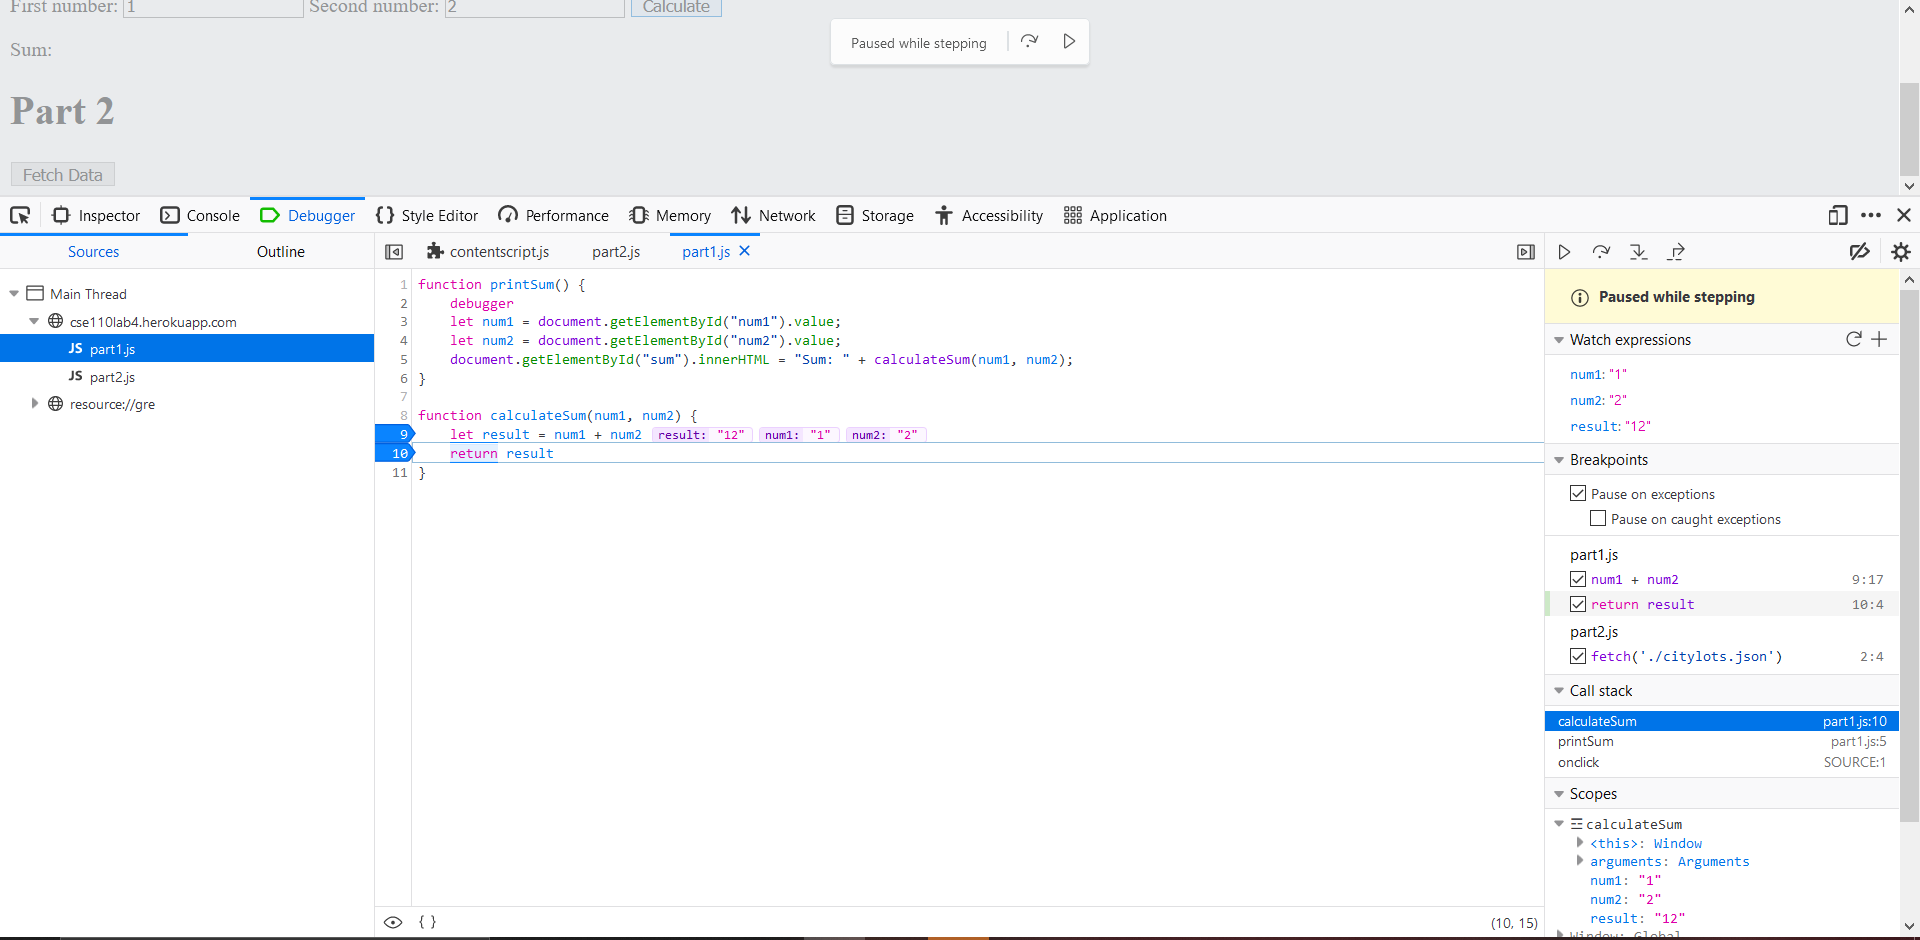 First number: 1 Second number: 2 Calculate
Paused while stepping
Sum:
Part 2
Fetch Data
Inspector Console Debugger Style Editor Performance Memory Network Storage Accessibility Application
Sources Outline
contentscript.js part2.js part1.js
Main Thread
cse110lab4.herokuapp.com
JS part1.js
JS part2.js
resource://gre
1 function printSum() {
2 debugger
3 let num1 = document.getElementById("num1").value;
4 let num2 = document.getElementById("num2").value;
5 document.getElementById("sum").innerHTML = "Sum: " + calculateSum(num1, num2);
6 }
7
8 function calculateSum(num1, num2) {
9 let result = num1 + num2 result: "12" num1: "1" num2: "2"
10 return result
11 }
{ } (10, 15)
Paused while stepping
Watch expressions
num1: "1"
num2: "2"
result: "12"
Breakpoints
Pause on exceptions
Pause on caught exceptions
part1.js
num1 + num2 9:17
return result 10:4
part2.js
fetch('./citylots.json') 2:4
Call stack
calculateSum part1.js:10
printSum part1.js:5
onclick SOURCE:1
Scopes
calculateSum
<this>: Window
arguments: Arguments
num1: "1"
num2: "2"
result: "12"
Window: Global